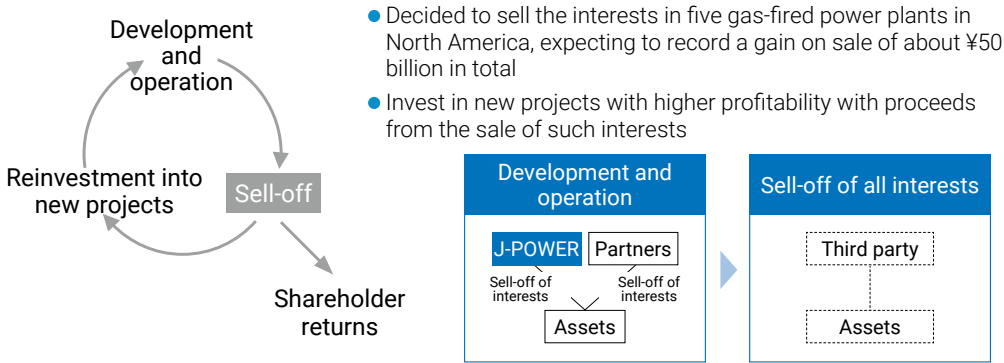 Development
and
operation
Reinvestment into
new projects
Sell-off
Shareholder
returns
● Decided to sell the interests in five gas-fired power plants in
North America, expecting to record a gain on sale of about ¥50
billion in total
● Invest in new projects with higher profitability with proceeds
from the sale of such interests
Development and
operation
J-POWER
Partners
Sell-off of
interests
Sell-off of
interests
Assets
Sell-off of all interests
Third party
Assets